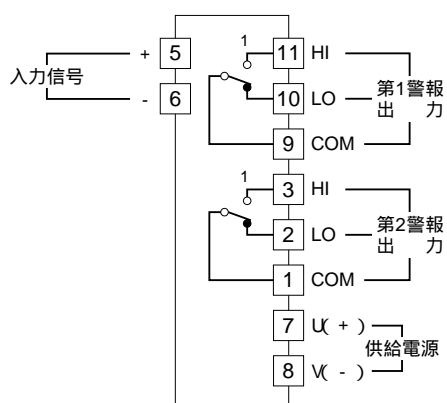 入力信号
+ 5
- 6
1
11 HI
10 LO
9 COM
第1警報
出 力
1
3 HI
2 LO
1 COM
第2警報
出 力
7 U( + )
8 V( - )
供給電源